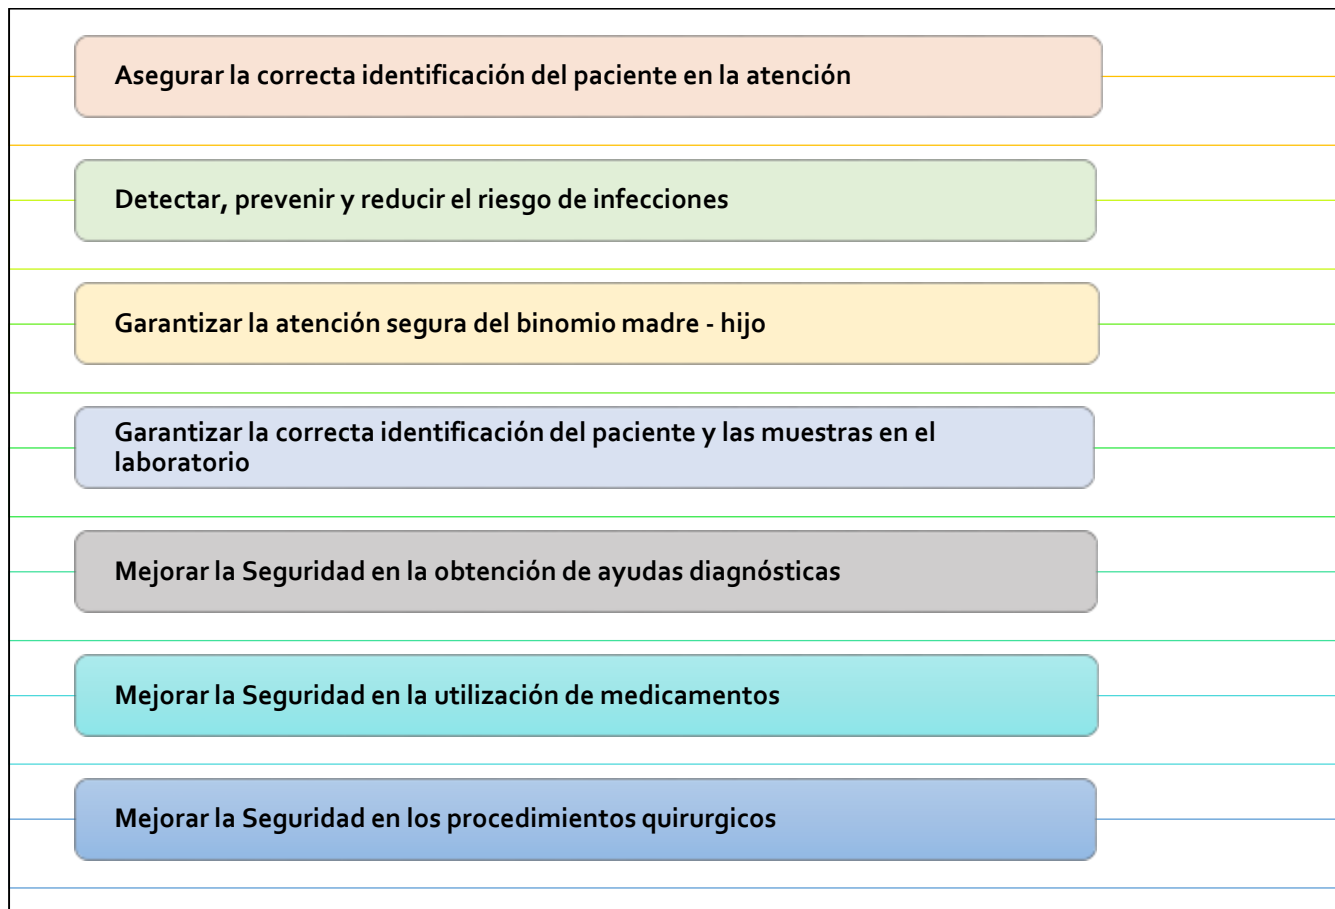 Asegurar la correcta identificación del paciente en la atención
Detectar, prevenir y reducir el riesgo de infecciones
Garantizar la atención segura del binomio madre - hijo
Garantizar la correcta identificación del paciente y las muestras en el
laboratorio
Mejorar la Seguridad en la obtención de ayudas diagnósticas
Mejorar la Seguridad en la utilización de medicamentos
Mejorar la Seguridad en los procedimientos quirurgicos